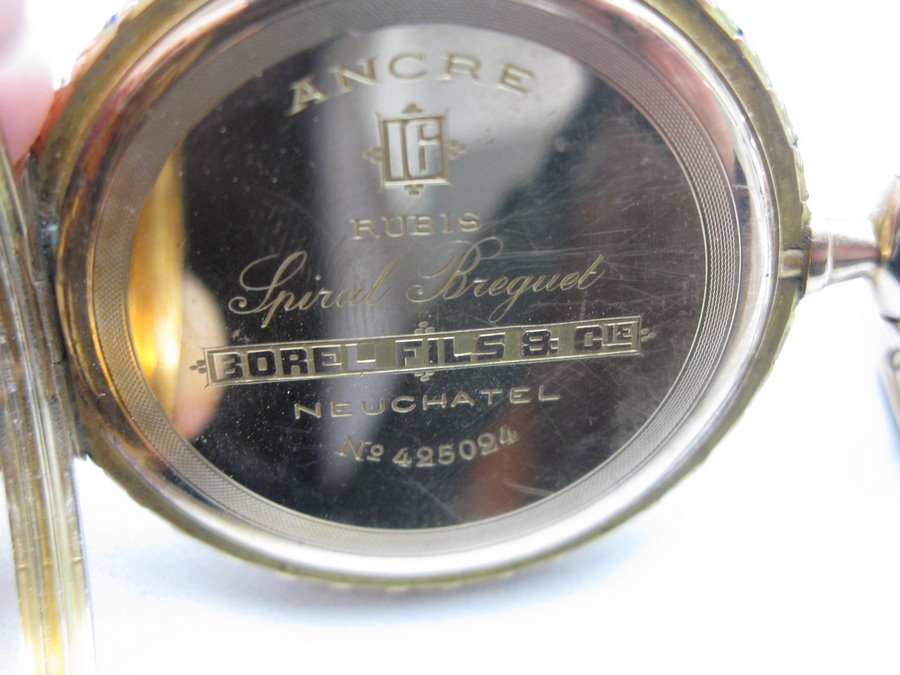 ANCRE
16
RUBIS
Spiral Breguet
BOREL FILS & CIE
NEUCHATEL
No 425024